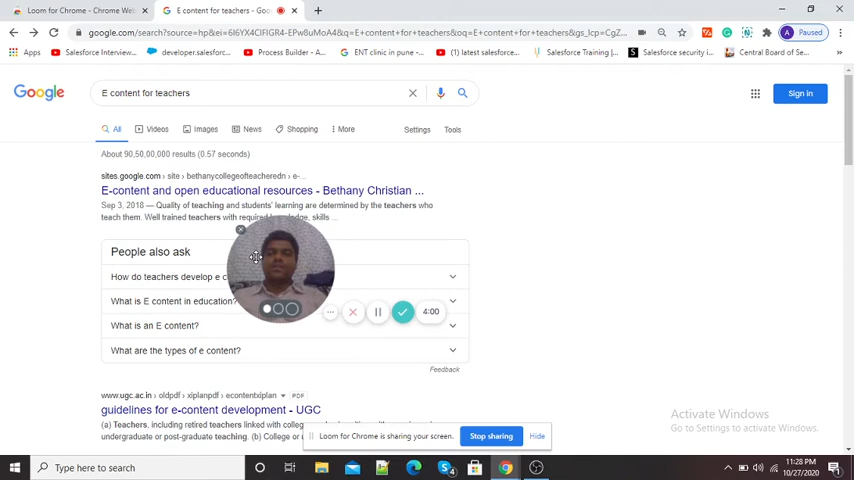 Loom for Chrome - Chrome Web
E content for teachers - Goo
google.com/search?source=hp&ei=6I6YX4CIFIGR4-EPmbqL2AU&q=E+content+for+teachers&oq=E+content+for+teachers&gs_lcp=CgZ...
Paused
Apps
Salesforce Interview...
developer.salesforc...
Process Builder - A...
ENT clinic in pune -...
(1) latest salesforce...
Salesforce Training |...
Salesforce security i...
Central Board of Se...
Google
E content for teachers
Sign in
All
Videos
Images
News
Shopping
More
Settings
Tools
About 90,50,00,000 results (0.57 seconds)
sites.google.com › site › bethanycollegeofteacheredn › e-...
E-content and open educational resources - Bethany Christian ...
Sep 3, 2018 — Quality of teaching and students' learning are determined by the teachers who
teach them. Well trained teachers with required knowledge, skills ...
People also ask
How do teachers develop e c
What is E content in education?
4:00
What is an E content?
What are the types of e content?
Feedback
www.ugc.ac.in › oldpdf › xiplanpdf › econtentxiplan
PDF
guidelines for e-content development - UGC
(a) Teachers, including retired teachers linked with colleg
undergraduate or post-graduate teaching. (b) College or
Loom for Chrome is sharing your screen.
Stop sharing
Hide
Activate Windows
Go to Settings to activate Windows.
Type here to search
4
11:28 PM
10/27/2020
1